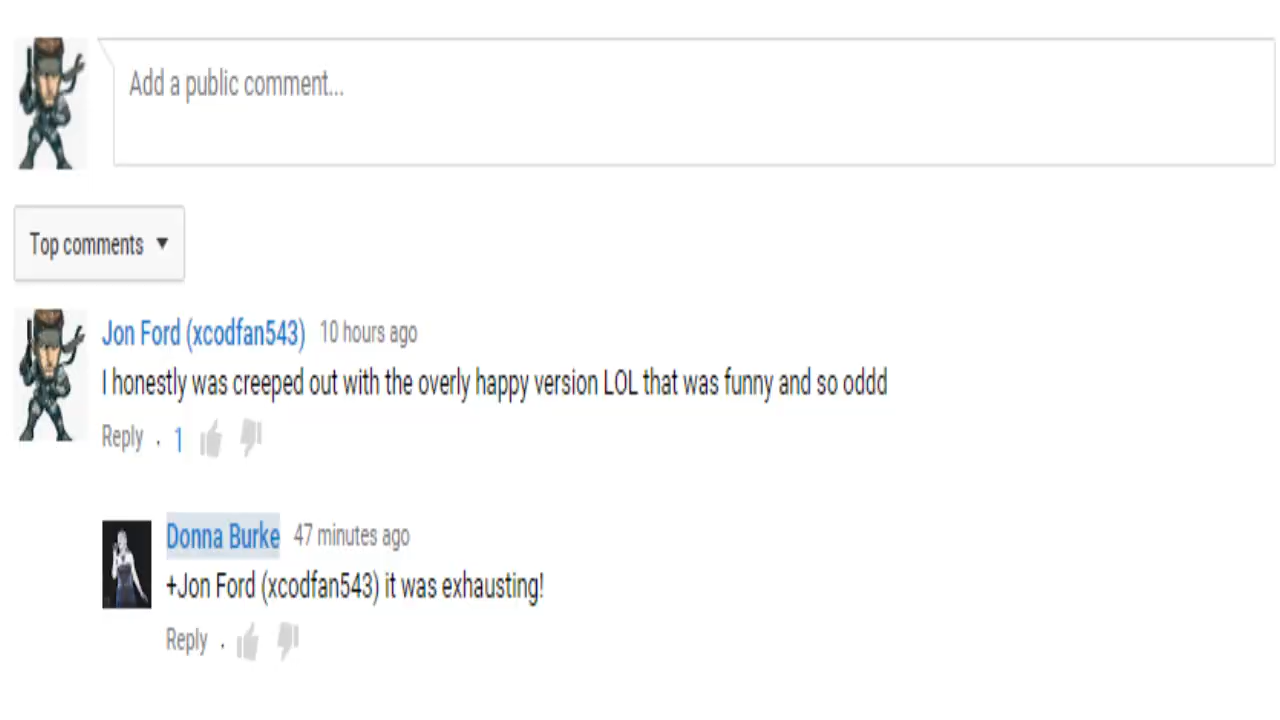 Add a public comment...
Top comments ▼
Jon Ford (xcodfan543) 10 hours ago
I honestly was creeped out with the overly happy version LOL that was funny and so oddd
Reply . 1
Donna Burke 47 minutes ago
+Jon Ford (xcodfan543) it was exhausting!
Reply .